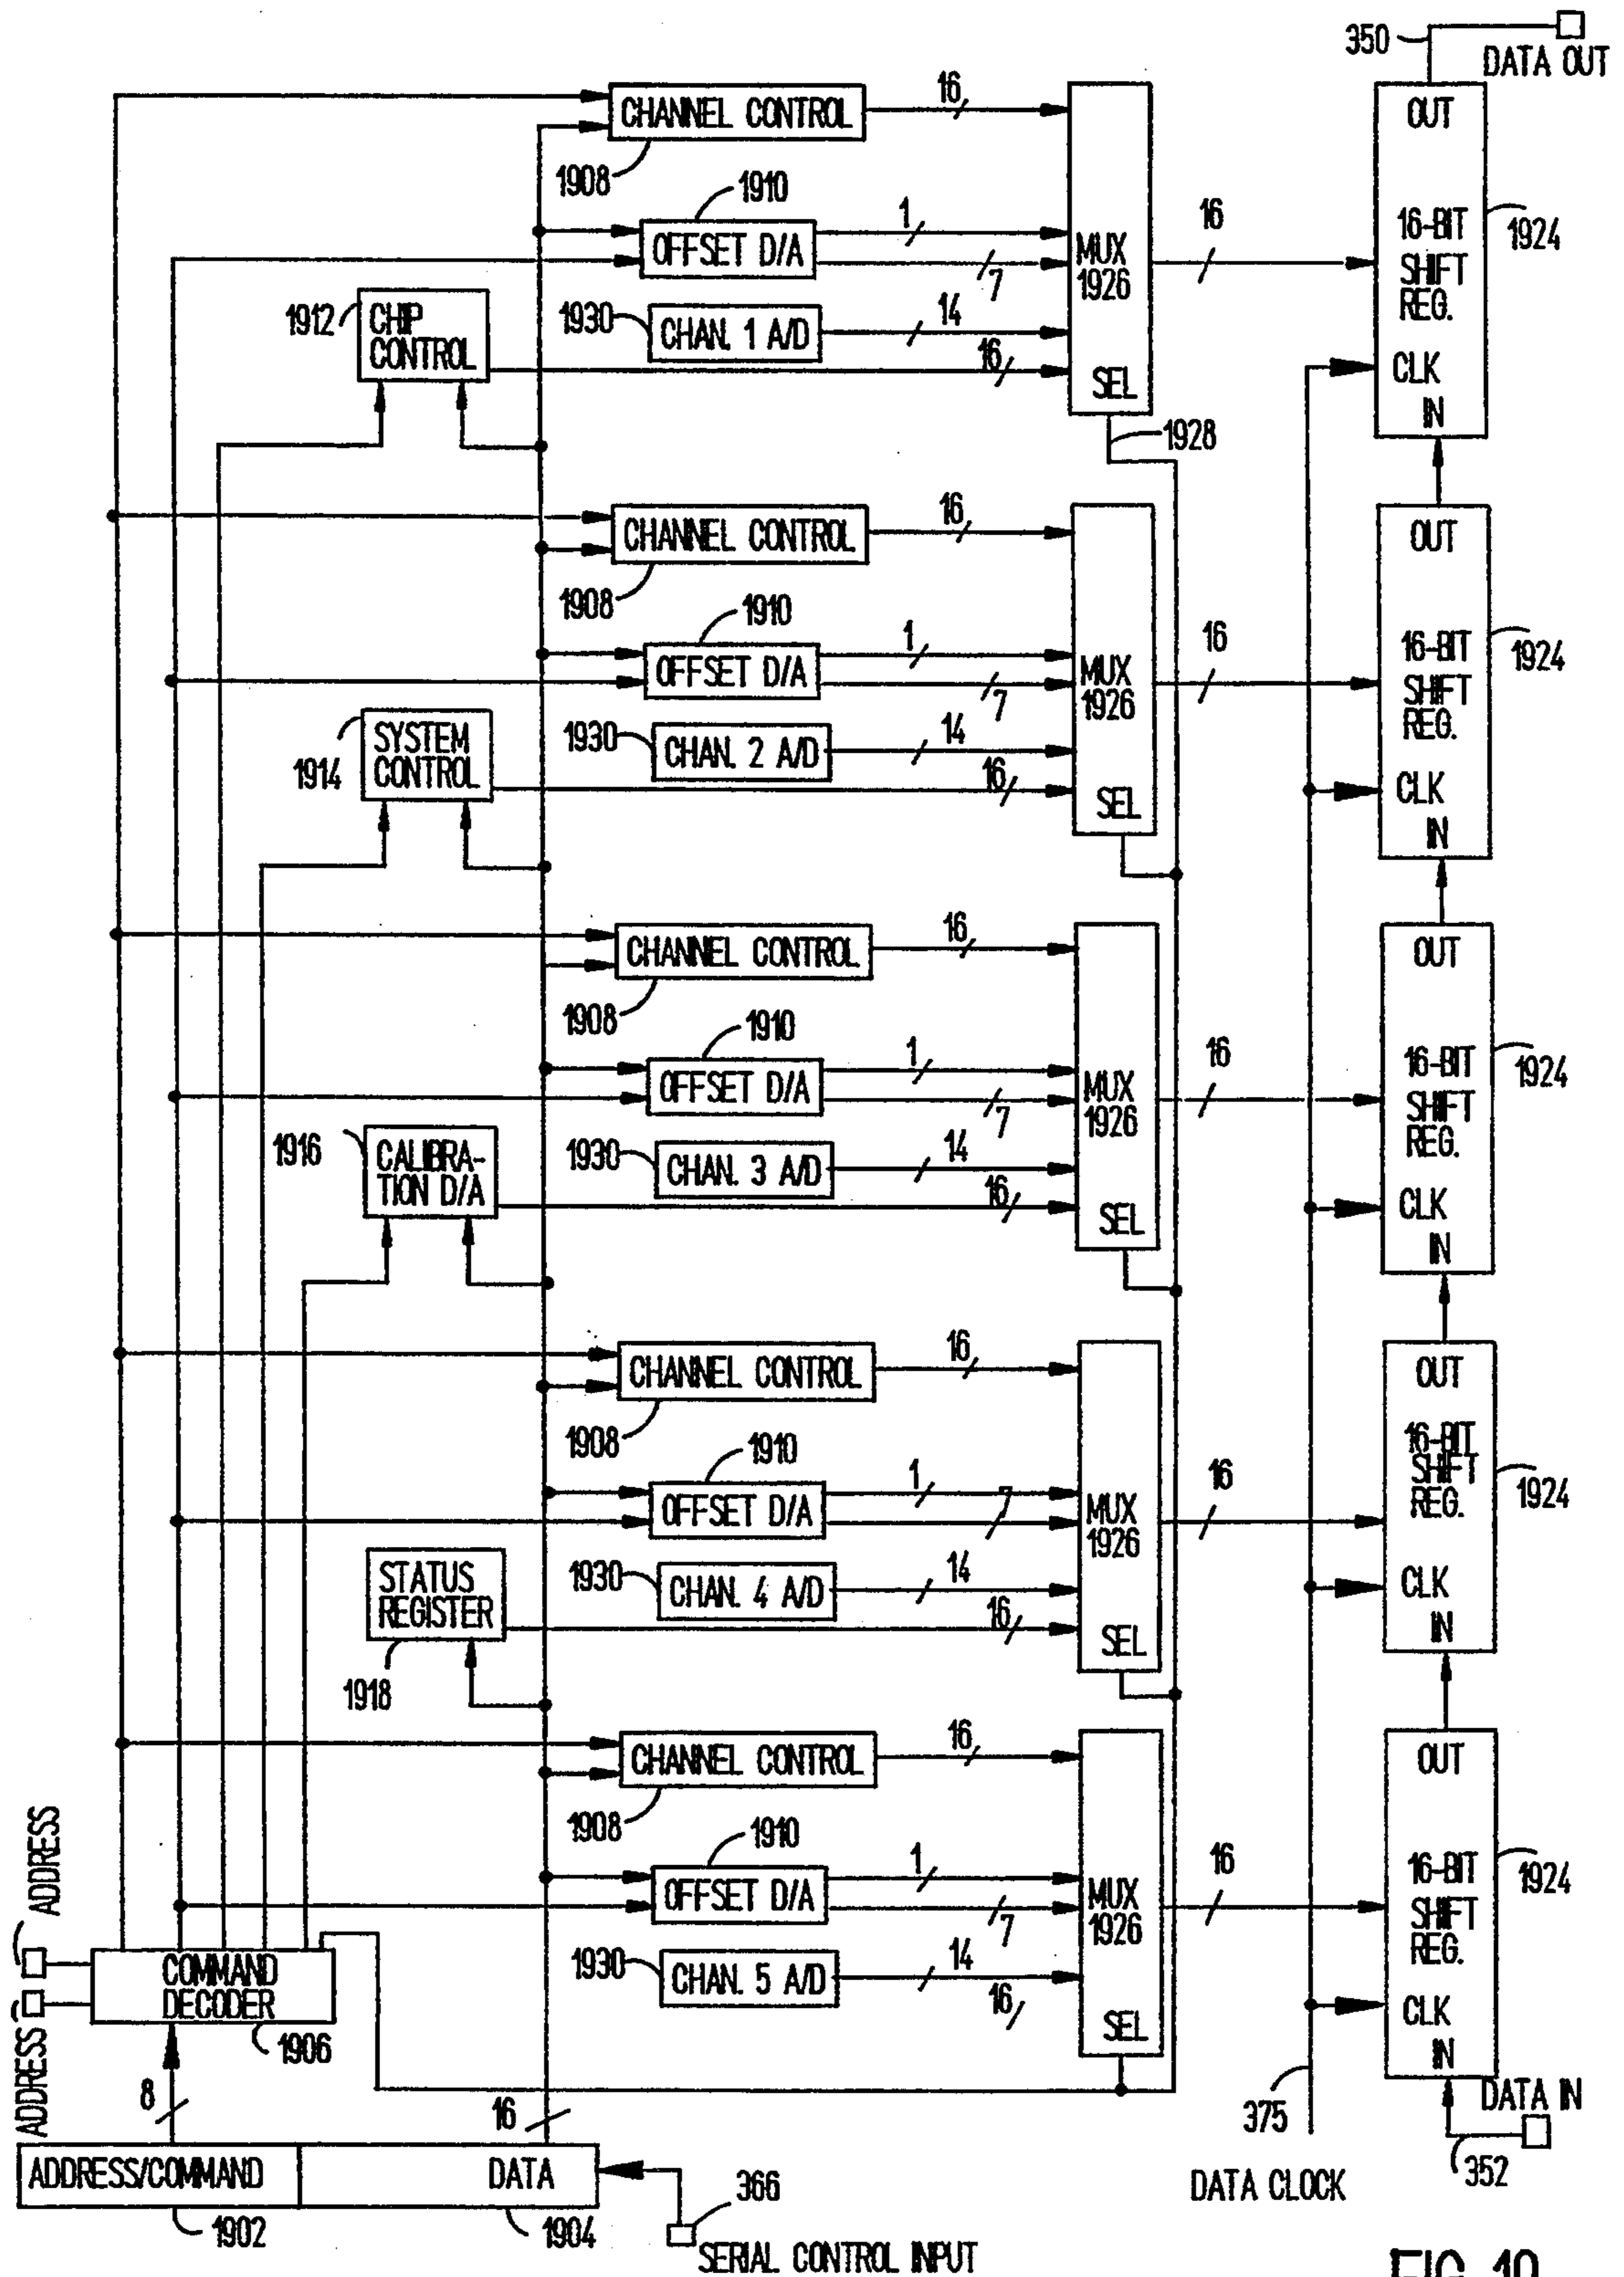 350
DATA OUT
CHANNEL CONTROL
16
OUT
1908
1910
1
16
16-BIT
SHIFT
REG.
1924
OFFSET D/A
7
MUX
1926
1912
CHIP
CONTROL
1930
CHAN. 1 A/D
14
16
SEL
CLK
IN
1928
CHANNEL CONTROL
16
OUT
1908
1910
1
16
16-BIT
SHIFT
REG.
1924
OFFSET D/A
7
MUX
1926
1914
SYSTEM
CONTROL
1930
CHAN. 2 A/D
14
16
SEL
CLK
IN
CHANNEL CONTROL
16
OUT
1908
1910
1
16
16-BIT
SHIFT
REG.
1924
OFFSET D/A
7
MUX
1926
1916
CALIBRA-
TION D/A
1930
CHAN. 3 A/D
14
16
SEL
CLK
IN
CHANNEL CONTROL
16
OUT
1908
1910
1
7
16
16-BIT
SHIFT
REG.
1924
OFFSET D/A
MUX
1926
STATUS
REGISTER
1918
1930
CHAN. 4 A/D
14
16
SEL
CLK
IN
CHANNEL CONTROL
16
OUT
1908
1910
1
16
16-BIT
SHIFT
REG.
1924
OFFSET D/A
7
MUX
1926
1930
CHAN. 5 A/D
14
16
SEL
CLK
IN
ADDRESS
ADDRESS
COMMAND
DECODER
1906
8
16
375
DATA IN
352
DATA CLOCK
ADDRESS/COMMAND
DATA
1902
1904
366
SERIAL CONTROL INPUT